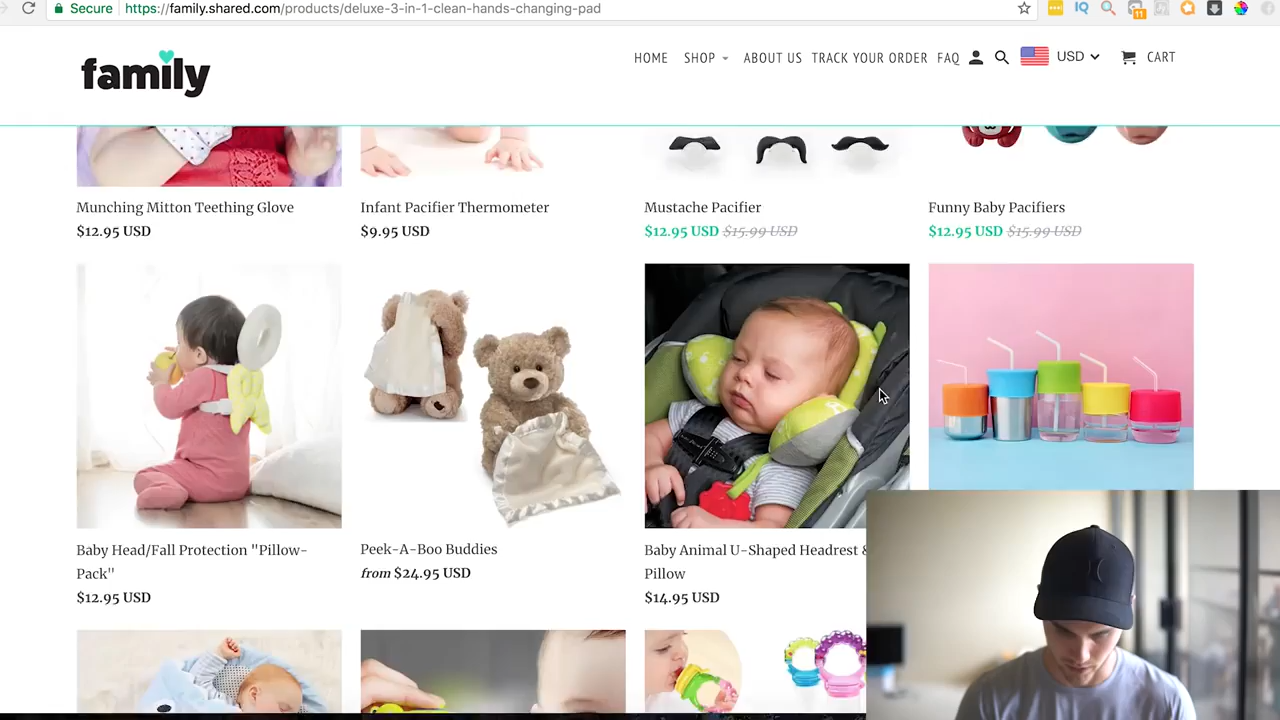 Secure https://family.shared.com/products/deluxe-3-in-1-clean-hands-changing-pad
IQ
11
family
HOME SHOP ABOUT US TRACK YOUR ORDER FAQ USD CART
Munching Mitton Teething Glove
$12.95 USD
Infant Pacifier Thermometer
$9.95 USD
Mustache Pacifier
$12.95 USD $15.99 USD
Funny Baby Pacifiers
$12.95 USD $15.99 USD
Baby Head/Fall Protection "Pillow-
Pack"
$12.95 USD
Peek-A-Boo Buddies
from $24.95 USD
Baby Animal U-Shaped Headrest &
Pillow
$14.95 USD